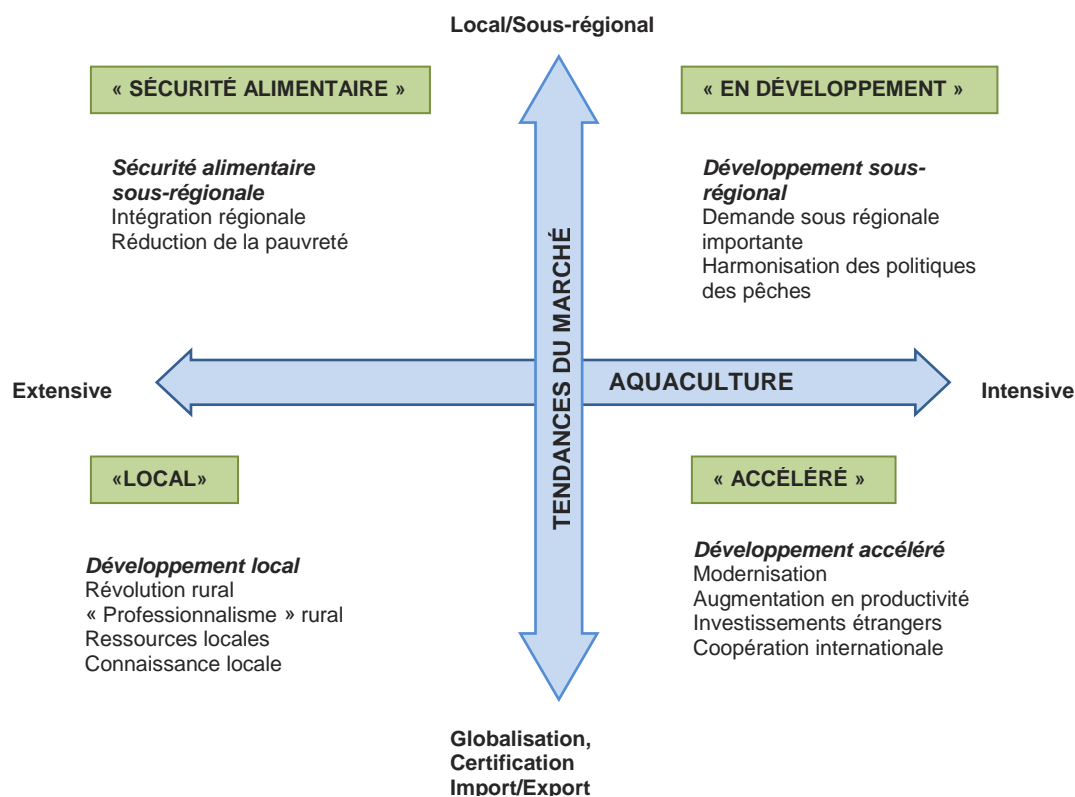 Local/Sous-régional
« SÉCURITÉ ALIMENTAIRE »
Sécurité alimentaire
sous-régionale
Intégration régionale
Réduction de la pauvreté
« EN DÉVELOPPEMENT »
Développement sous-
régional
Demande sous régionale
importante
Harmonisation des politiques
des pêches
TENDANCES DU MARCHÉ
Extensive
AQUACULTURE
Intensive
«LOCAL»
Développement local
Révolution rural
« Professionnalisme » rural
Ressources locales
Connaissance locale
« ACCÉLÉRÉ »
Développement accéléré
Modernisation
Augmentation en productivité
Investissements étrangers
Coopération internationale
Globalisation,
Certification
Import/Export